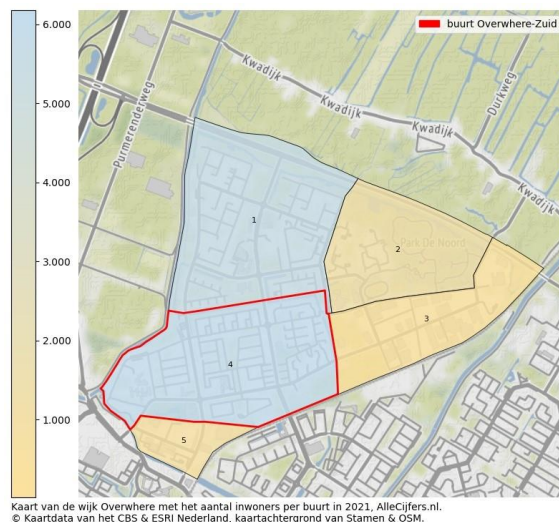 6.000
5.000
4.000
3.000
2.000
1.000
buurt Overwhere-Zuid
Purmerenderweg
Kwadijk
Kwadijk
Kwadijk
Kwadijk
Durkweg
1
2
Park De Noord
3
4
5
Kaart van de wijk Overwhere met het aantal inwoners per buurt in 2021, AlleCijfers.nl.
© Kaartdata van het CBS & ESRI Nederland, kaartachtergrond van Stamen & OSM.